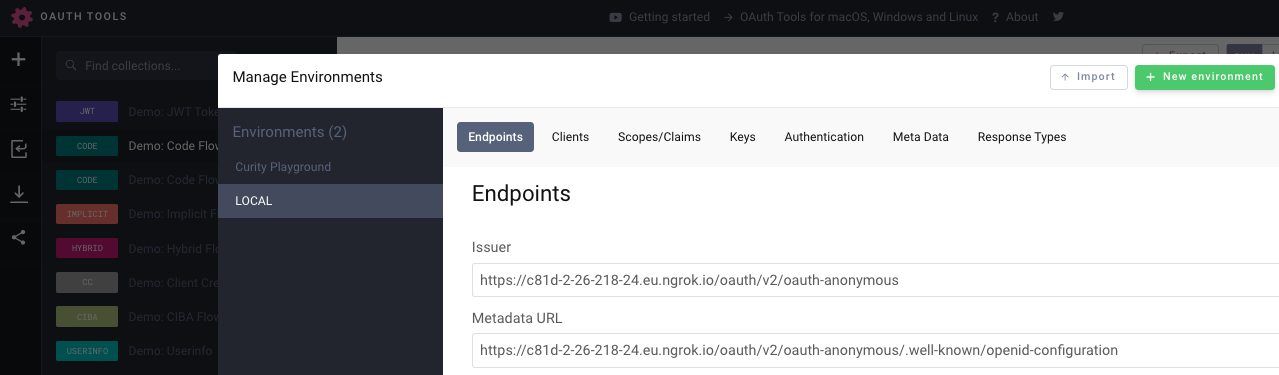 OAUTH TOOLS
Getting started
OAuth Tools for macOS, Windows and Linux
? About
Find collections...
Manage Environments
Import
New environment
JWT Demo: JWT Toke
CODE Demo: Code Flow
CODE Demo: Code Flo
IMPLICIT Demo: Implicit F
HYBRID Demo: Hybrid Flo
CC Demo: Client Cre
CIBA Demo: CIBA Flow
USERINFO Demo: Userinfo
Environments (2)
Curity Playground
LOCAL
Endpoints Clients Scopes/Claims Keys Authentication Meta Data Response Types
Endpoints
Issuer
https://c81d-2-26-218-24.eu.ngrok.io/oauth/v2/oauth-anonymous
Metadata URL
https://c81d-2-26-218-24.eu.ngrok.io/oauth/v2/oauth-anonymous/.well-known/openid-configuration